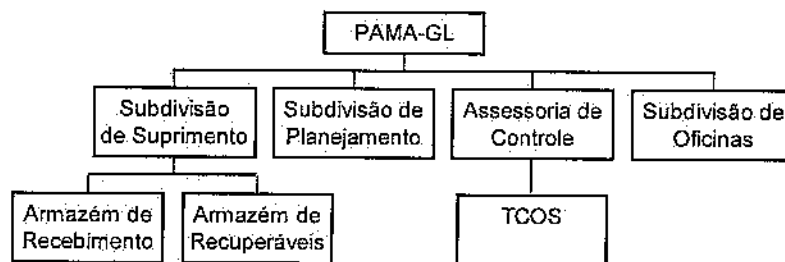 PAMA-GL
Subdivisão
de Suprimento
Subdivisão de
Planejamento
Assessoria de
Controle
Subdivisão de
Oficinas
Armazém de
Recebimento
Armazém de
Recuperáveis
TCOS